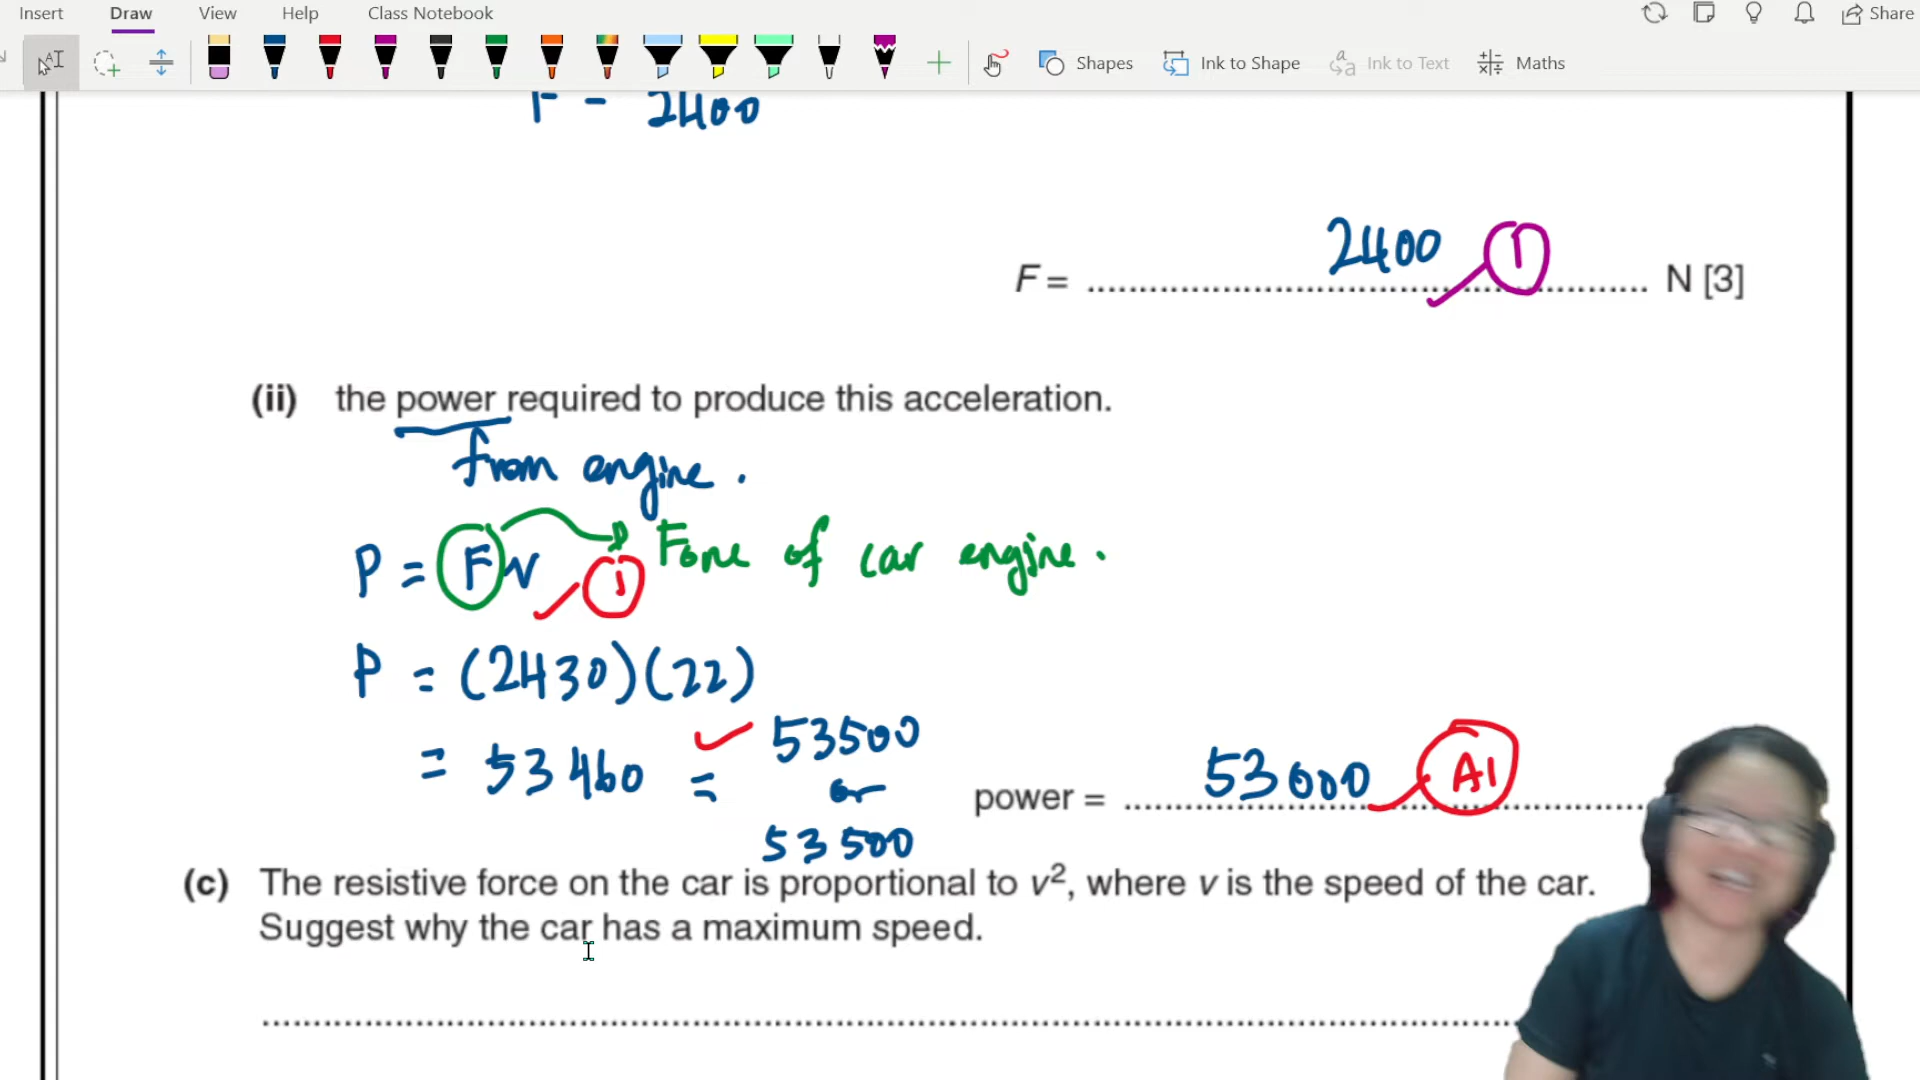 Insert Draw View Help Class Notebook Share
Shapes Ink to Shape Ink to Text Maths
F = 2400
2400 1
F = N [3]
(ii) the power required to produce this acceleration.
from engine.
P = Fv 1 Force of car engine.
P = (2430)(22)
= 53460 = 53500
or
53500
power = 53000 A1
(c) The resistive force on the car is proportional to v², where v is the speed of the car.
Suggest why the car has a maximum speed.